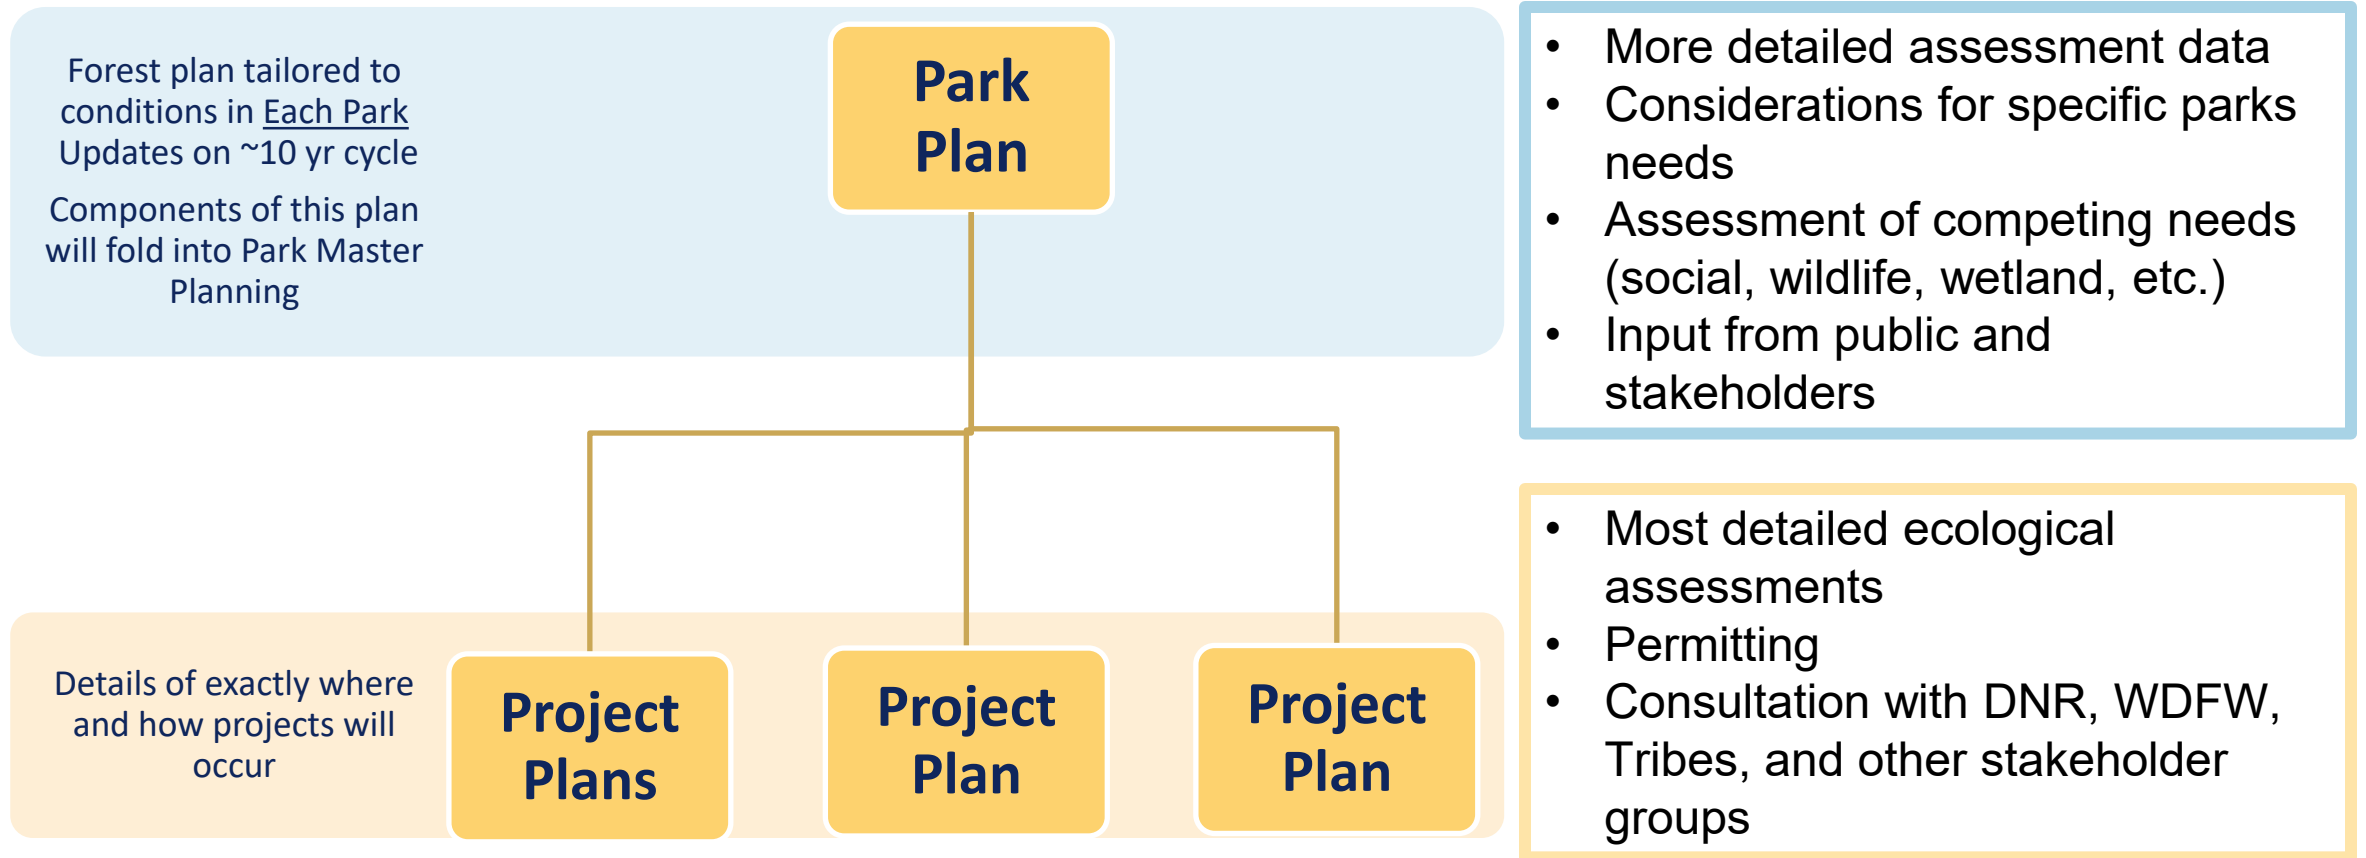 Forest plan tailored to
conditions in Each Park
Updates on ~10 yr cycle
Components of this plan
will fold into Park Master
Planning
Park
Plan
• More detailed assessment data
• Considerations for specific parks
needs
• Assessment of competing needs
(social, wildlife, wetland, etc.)
• Input from public and
stakeholders
Details of exactly where
and how projects will
occur
Project
Plans
Project
Plan
Project
Plan
• Most detailed ecological
assessments
• Permitting
• Consultation with DNR, WDFW,
Tribes, and other stakeholder
groups